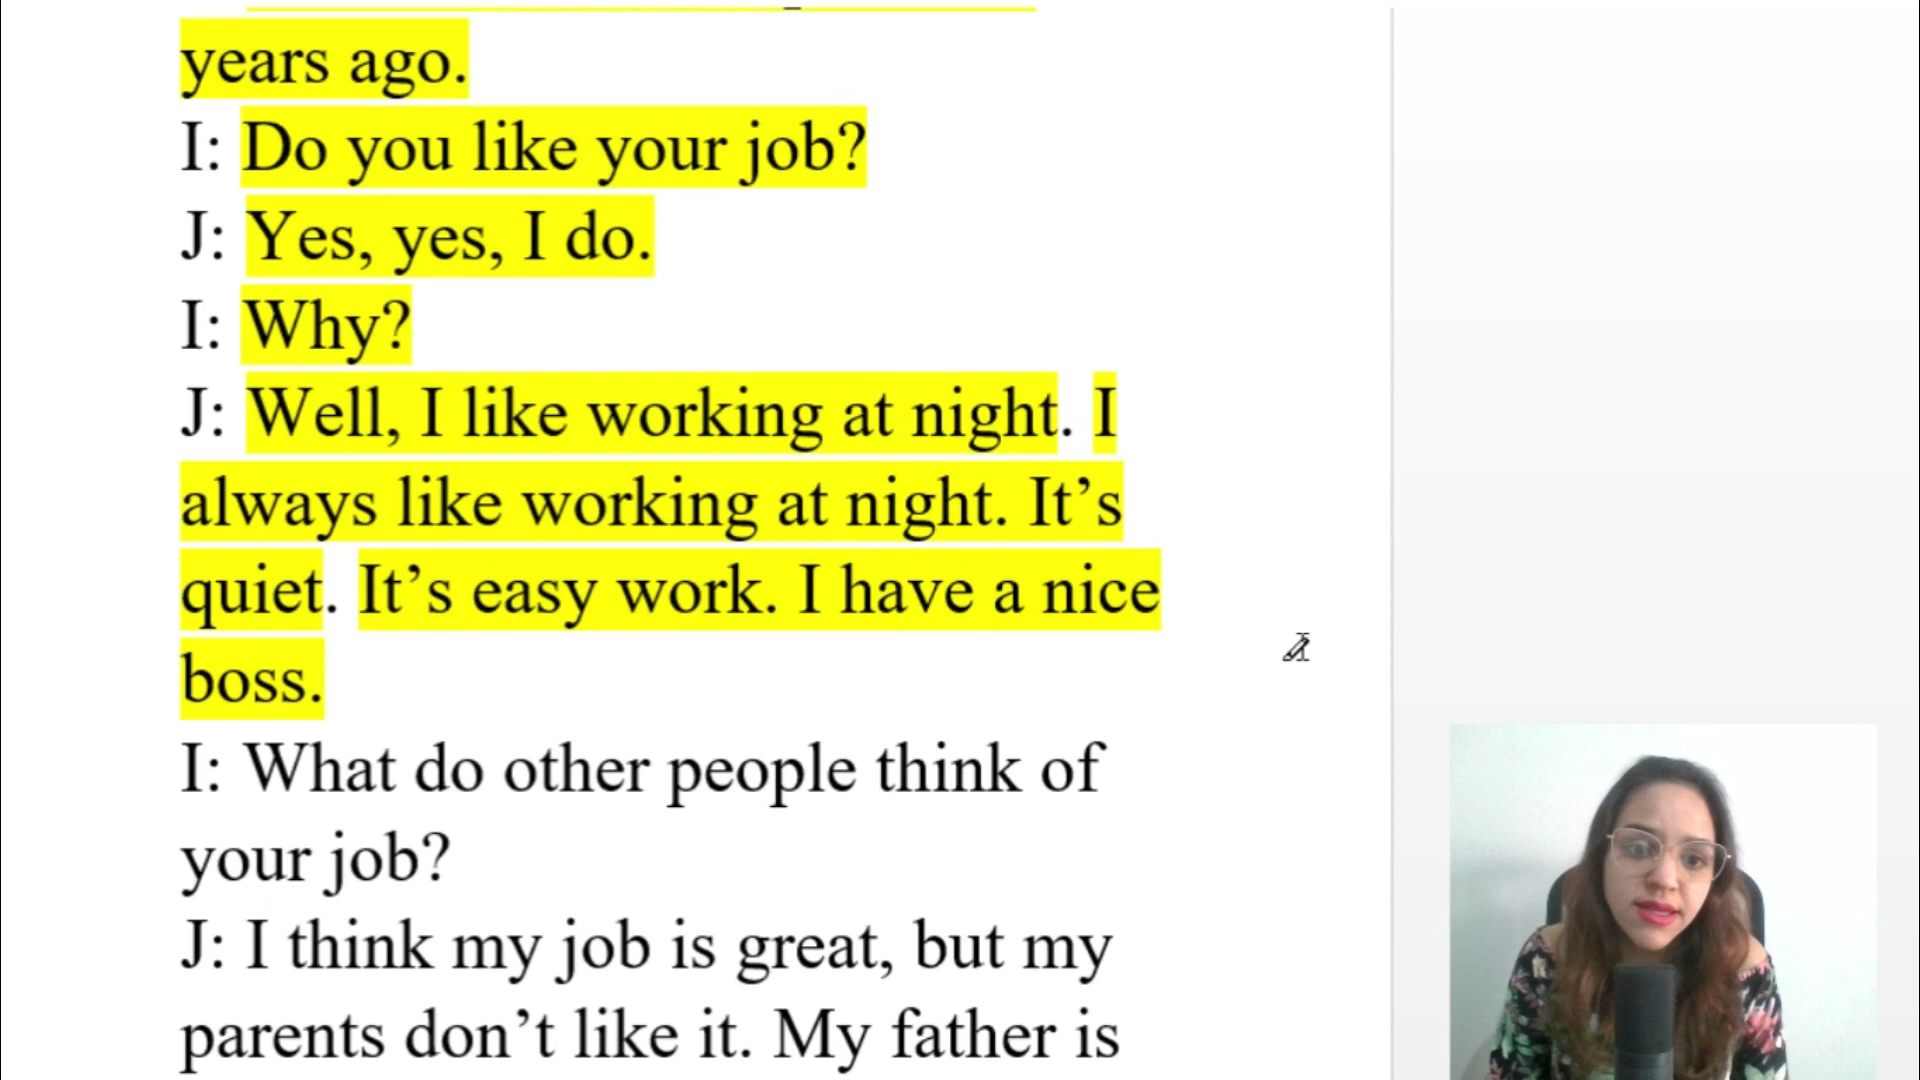 years ago.
I: Do you like your job?
J: Yes, yes, I do.
I: Why?
J: Well, I like working at night. I
always like working at night. It’s
quiet. It’s easy work. I have a nice
boss.
I: What do other people think of
your job?
J: I think my job is great, but my
parents don’t like it. My father is